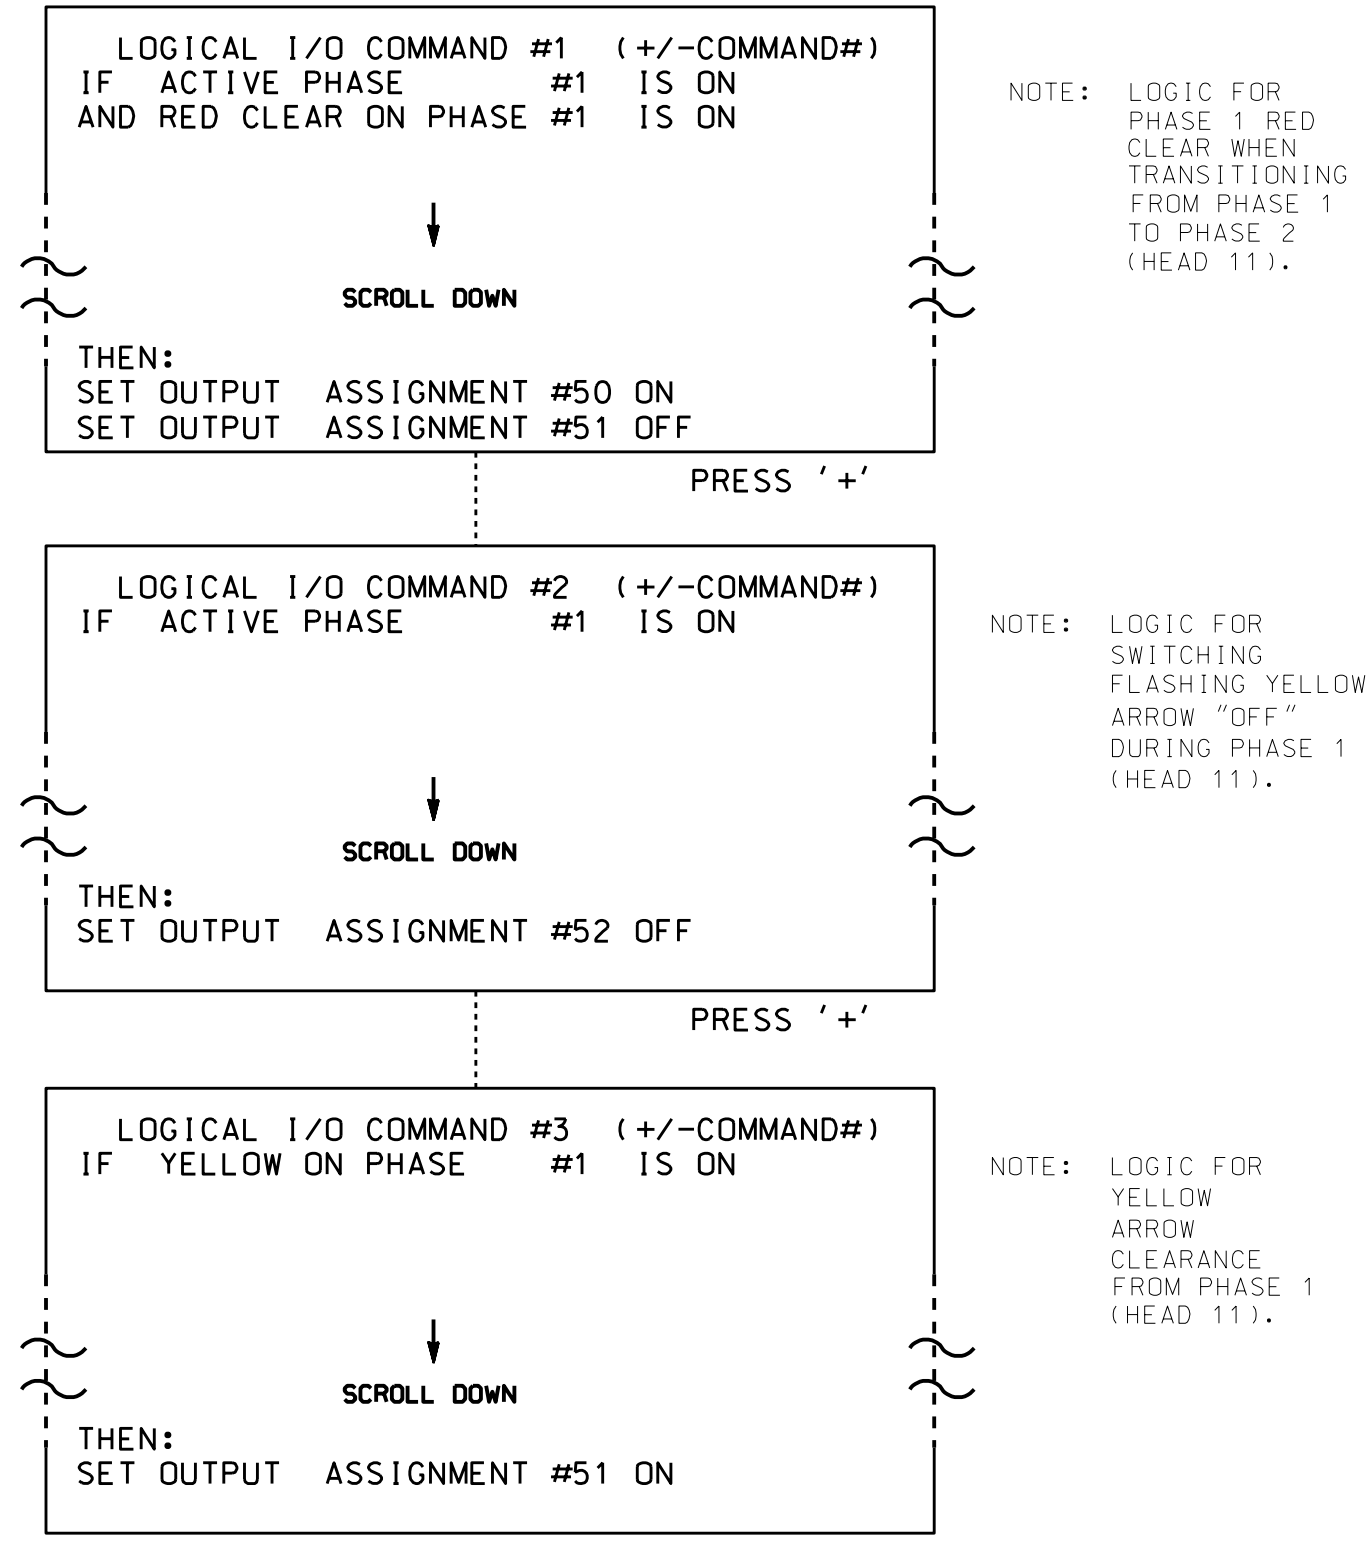 LOGICAL I/O COMMAND #1 (+/-COMMAND#)
IF ACTIVE PHASE #1 IS ON
AND RED CLEAR ON PHASE #1 IS ON
SCROLL DOWN
THEN:
SET OUTPUT ASSIGNMENT #50 ON
SET OUTPUT ASSIGNMENT #51 OFF
NOTE: LOGIC FOR
PHASE 1 RED
CLEAR WHEN
TRANSITIONING
FROM PHASE 1
TO PHASE 2
(HEAD 11).
PRESS '+'
LOGICAL I/O COMMAND #2 (+/-COMMAND#)
IF ACTIVE PHASE #1 IS ON
SCROLL DOWN
THEN:
SET OUTPUT ASSIGNMENT #52 OFF
NOTE: LOGIC FOR
SWITCHING
FLASHING YELLOW
ARROW "OFF"
DURING PHASE 1
(HEAD 11).
PRESS '+'
LOGICAL I/O COMMAND #3 (+/-COMMAND#)
IF YELLOW ON PHASE #1 IS ON
SCROLL DOWN
THEN:
SET OUTPUT ASSIGNMENT #51 ON
NOTE: LOGIC FOR
YELLOW
ARROW
CLEARANCE
FROM PHASE 1
(HEAD 11).